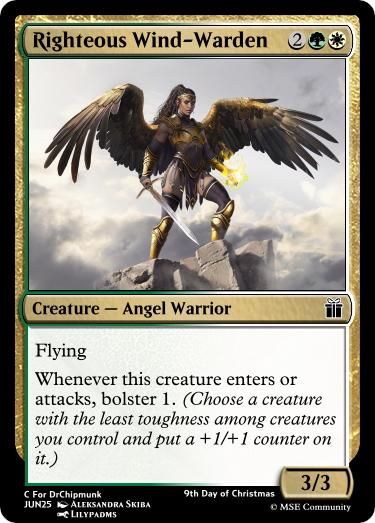 Righteous Wind-Warden 2
Creature — Angel Warrior
Flying
Whenever this creature enters or
attacks, bolster 1. (Choose a creature
with the least toughness among creatures
you control and put a +1/+1 counter on
it.)
3/3
C For DrChipmunk 9th Day of Christmas
JUN25 Aleksandra Skiba © MSE Community
Lilypadms